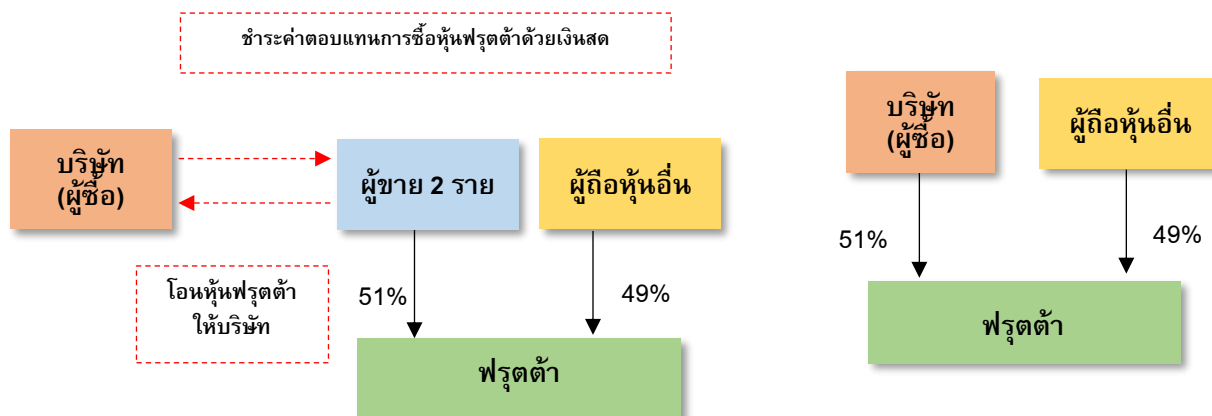 ชำระค่าตอบแทนการซื้อหุ้นฟรุตต้าด้วยเงินสด
บริษัท
(ผู้ซื้อ)
ผู้ขาย 2 ราย
ผู้ถือหุ้นอื่น
โอนหุ้นฟรุตต้า
ให้บริษัท
51%
49%
ฟรุตต้า
บริษัท
(ผู้ซื้อ)
ผู้ถือหุ้นอื่น
51%
49%
ฟรุตต้า